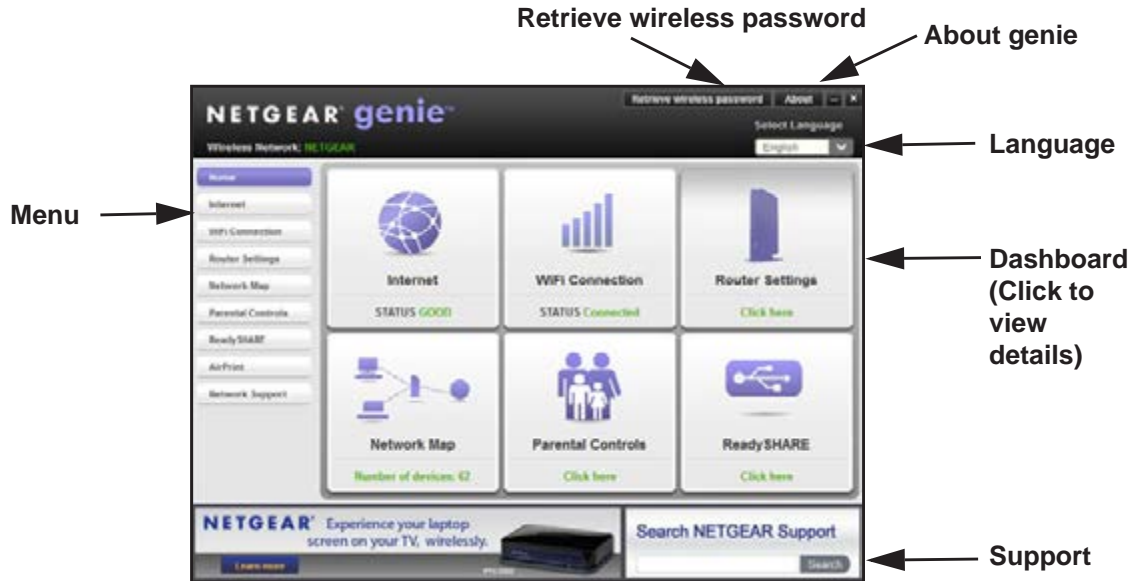 Retrieve wireless password
About genie
Retrieve wireless password About
NETGEAR® genie™
Select Language
Wireless Network: NETGEAR
English
Language
Menu
Home
Internet
WiFi Connection
Router Settings
Network Map
Parental Controls
ReadySHARE
AirPrint
Network Support
Internet
STATUS GOOD
WiFi Connection
STATUS Connected
Router Settings
Click here
Dashboard
(Click to
view
details)
Network Map
Number of devices: 62
Parental Controls
Click here
ReadySHARE
Click here
NETGEAR®
Experience your laptop
screen on your TV, wirelessly.
Learn more
Search NETGEAR Support
Search
Support